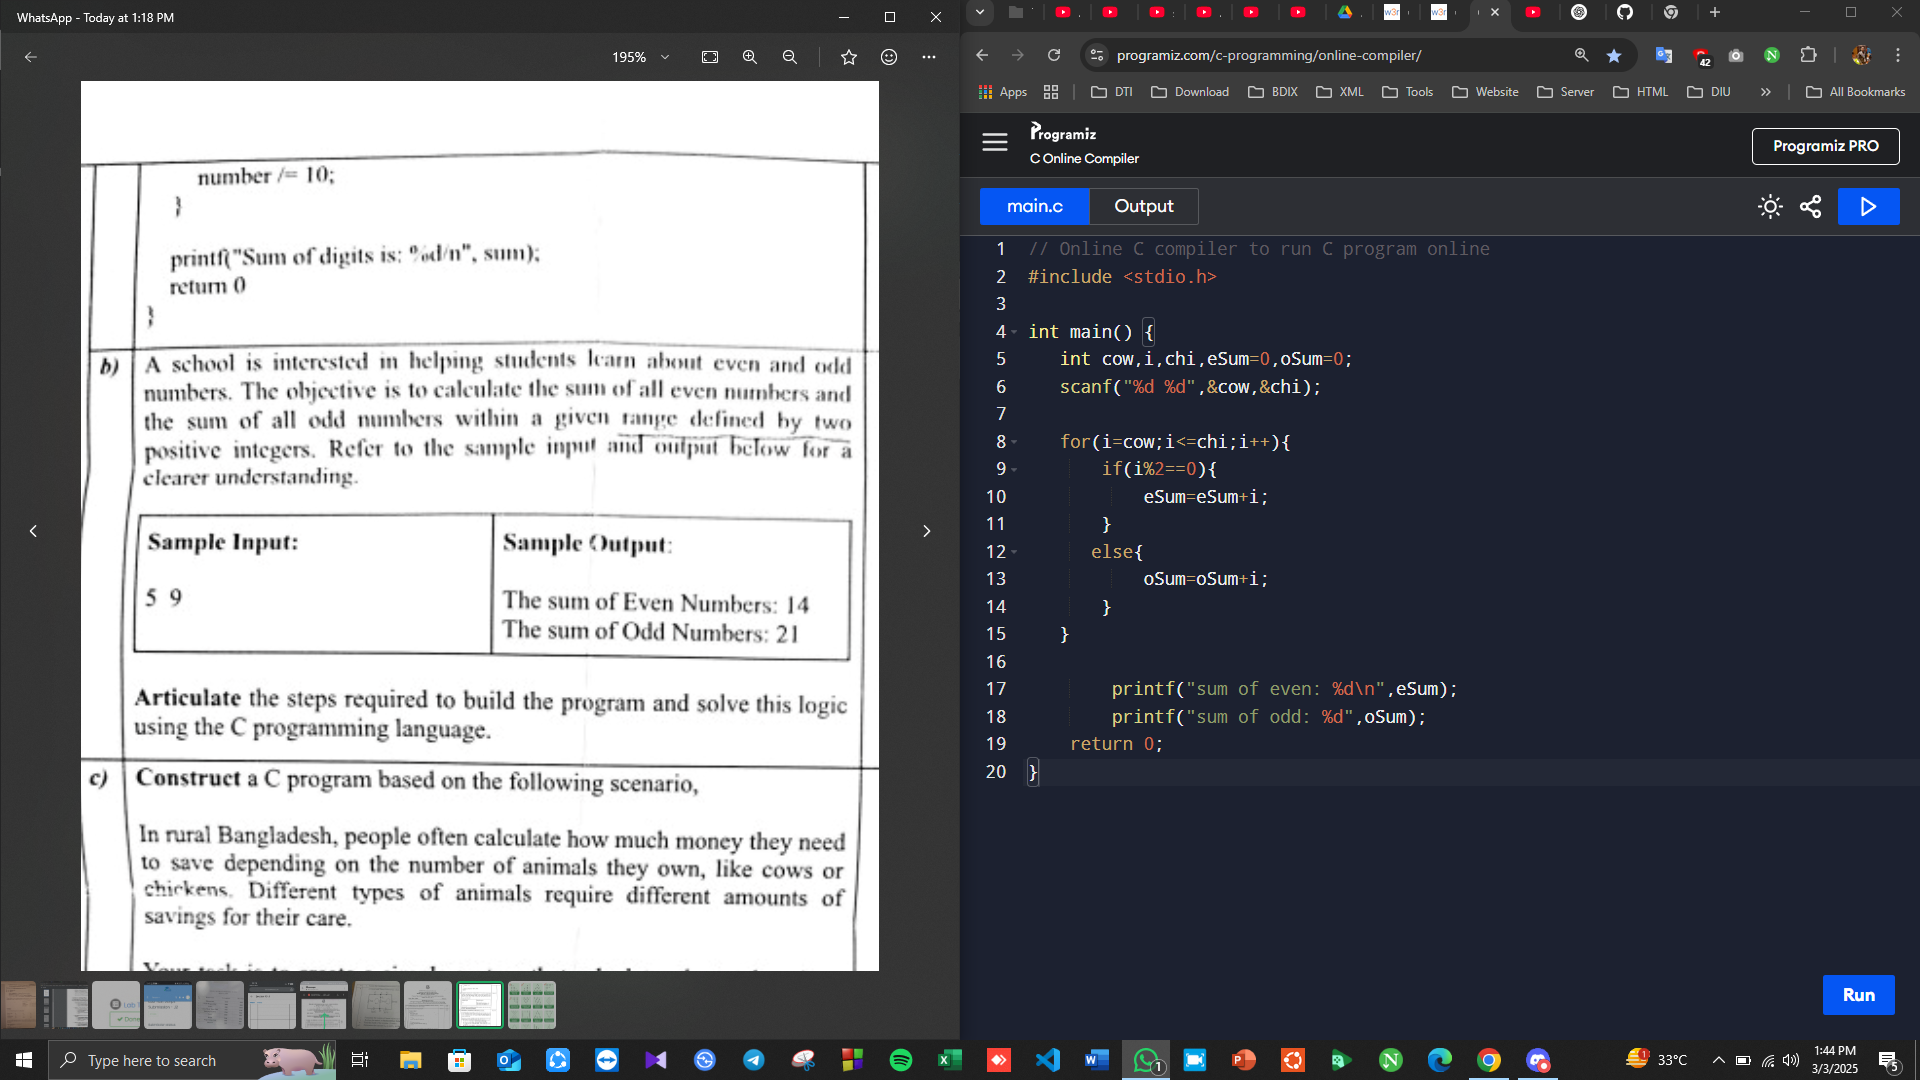 WhatsApp - Today at 1:18 PM
195%
number /= 10;
}
printf("Sum of digits is: %d/n", sum);
return 0
}
b) A school is interested in helping students learn about even and odd
numbers. The objective is to calculate the sum of all even numbers and
the sum of all odd numbers within a given range defined by two
positive integers. Refer to the sample input and output below for a
clearer understanding.
Sample Input:
5 9
Sample Output:
The sum of Even Numbers: 14
The sum of Odd Numbers: 21
Articulate the steps required to build the program and solve this logic
using the C programming language.
c) Construct a C program based on the following scenario,
In rural Bangladesh, people often calculate how much money they need
to save depending on the number of animals they own, like cows or
chickens. Different types of animals require different amounts of
savings for their care.
programiz.com/c-programming/online-compiler/
42
Apps
DTI
Download
BDIX
XML
Tools
Website
Server
HTML
DIU
All Bookmarks
Programiz
C Online Compiler
Programiz PRO
main.c
Output
1 // Online C compiler to run C program online
2 #include <stdio.h>
3
4 int main() {
5 int cow,i,chi,eSum=0,oSum=0;
6 scanf("%d %d",&cow,&chi);
7
8 for(i=cow;i<=chi;i++){
9 if(i%2==0){
10 eSum=eSum+i;
11 }
12 else{
13 oSum=oSum+i;
14 }
15 }
16
17 printf("sum of even: %d\n",eSum);
18 printf("sum of odd: %d",oSum);
19 return 0;
20 }
Run
Type here to search
33°C
1:44 PM
3/3/2025
5